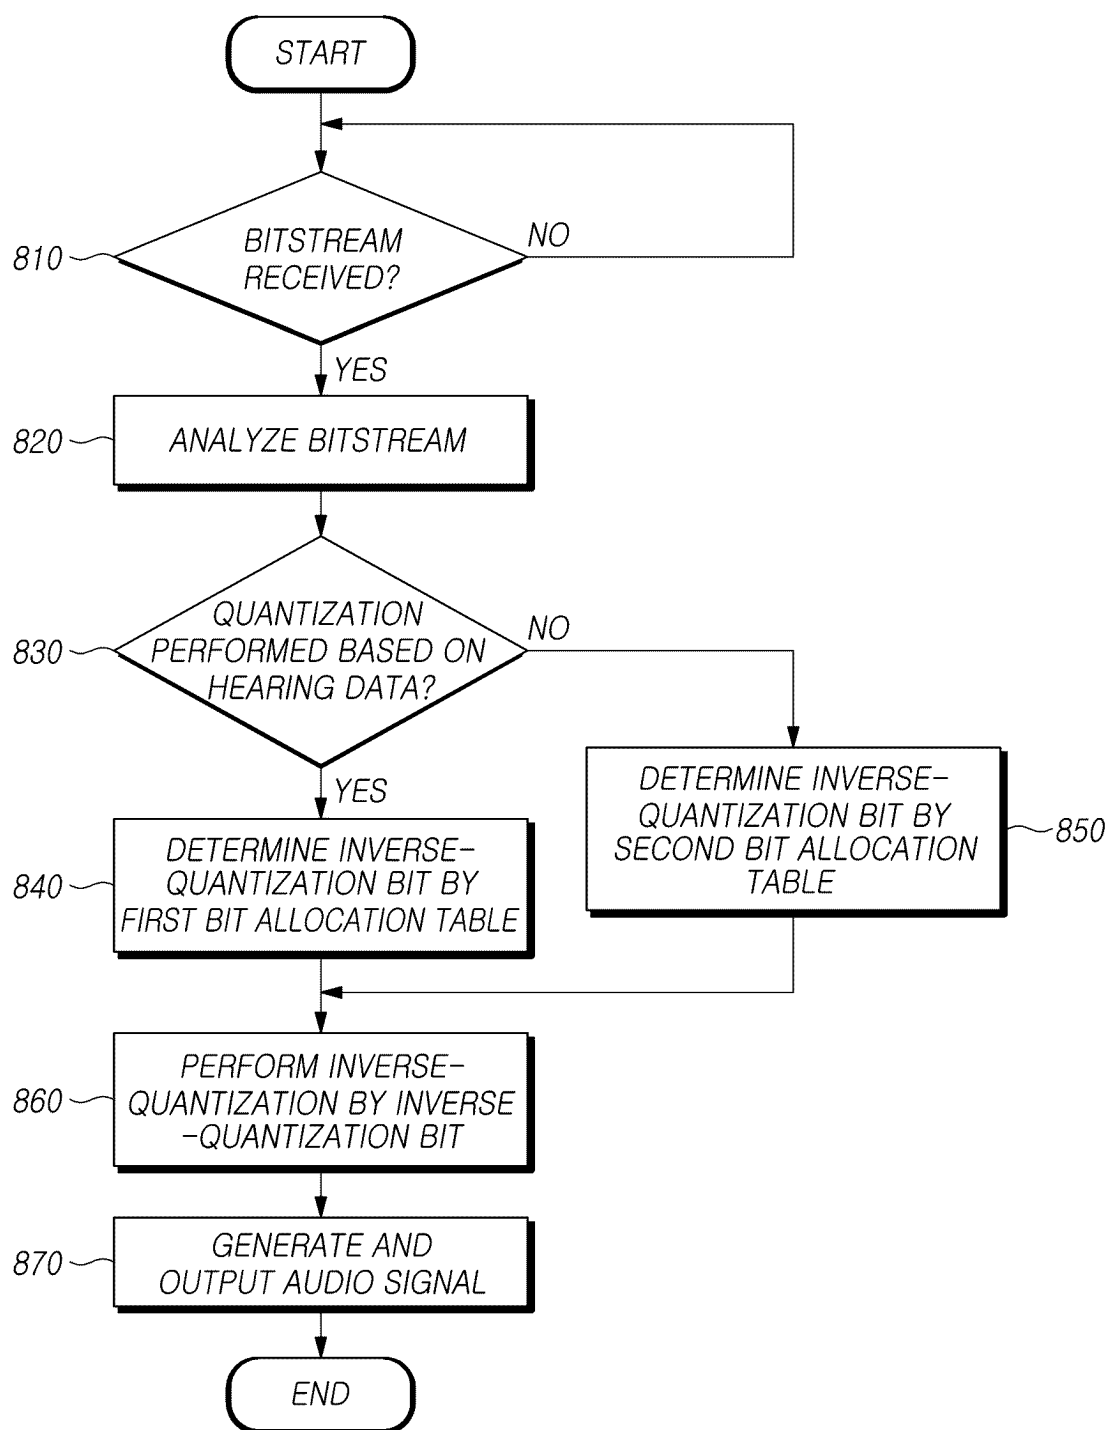 START
BITSTREAM
RECEIVED?
NO
810
YES
820
ANALYZE BITSTREAM
QUANTIZATION
PERFORMED BASED ON
HEARING DATA?
NO
830
YES
DETERMINE INVERSE-
QUANTIZATION BIT BY
SECOND BIT ALLOCATION
TABLE
850
DETERMINE INVERSE-
QUANTIZATION BIT BY
FIRST BIT ALLOCATION TABLE
840
PERFORM INVERSE-
QUANTIZATION BY INVERSE
-QUANTIZATION BIT
860
GENERATE AND
OUTPUT AUDIO SIGNAL
870
END